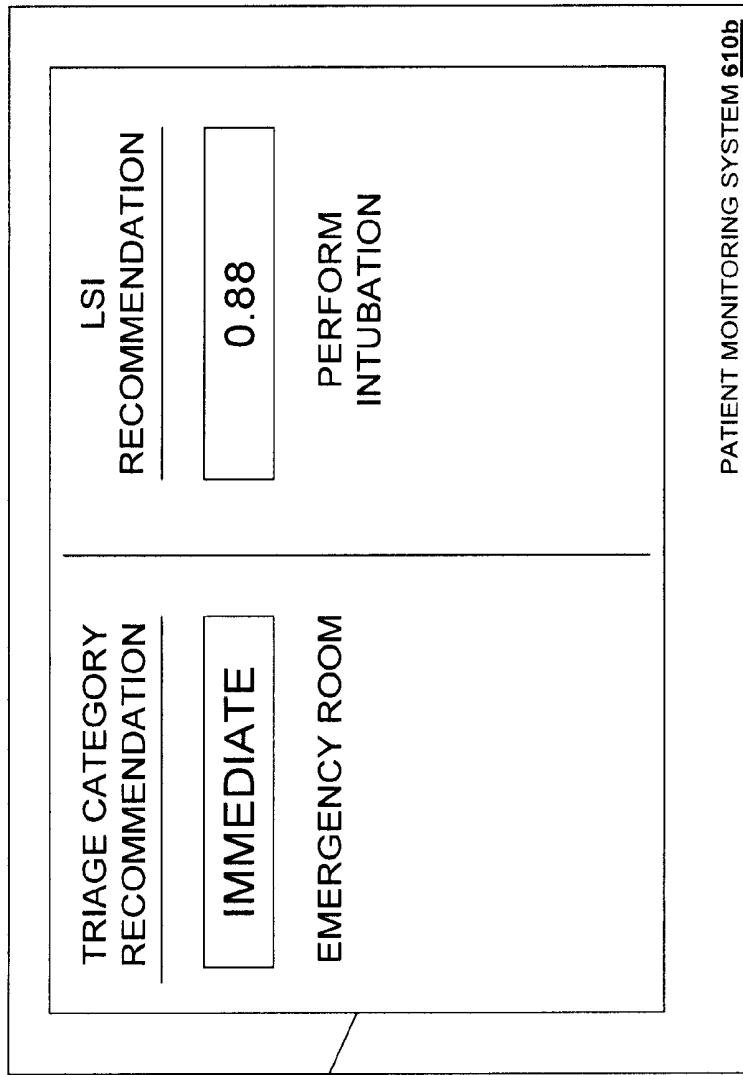 TRIAGE CATEGORY
RECOMMENDATION
IMMEDIATE
EMERGENCY ROOM
LSI
RECOMMENDATION
0.88
PERFORM
INTUBATION
PATIENT MONITORING SYSTEM 610b